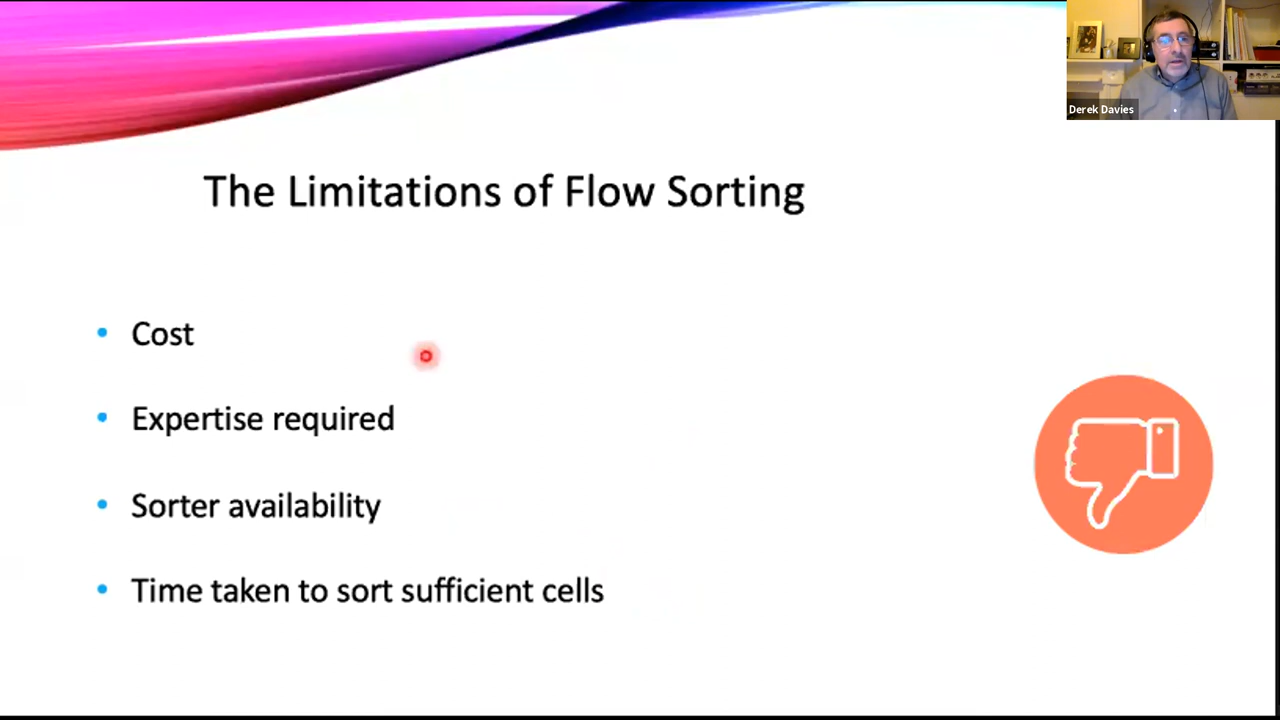 Derek Davies
The Limitations of Flow Sorting
Cost
Expertise required
Sorter availability
Time taken to sort sufficient cells